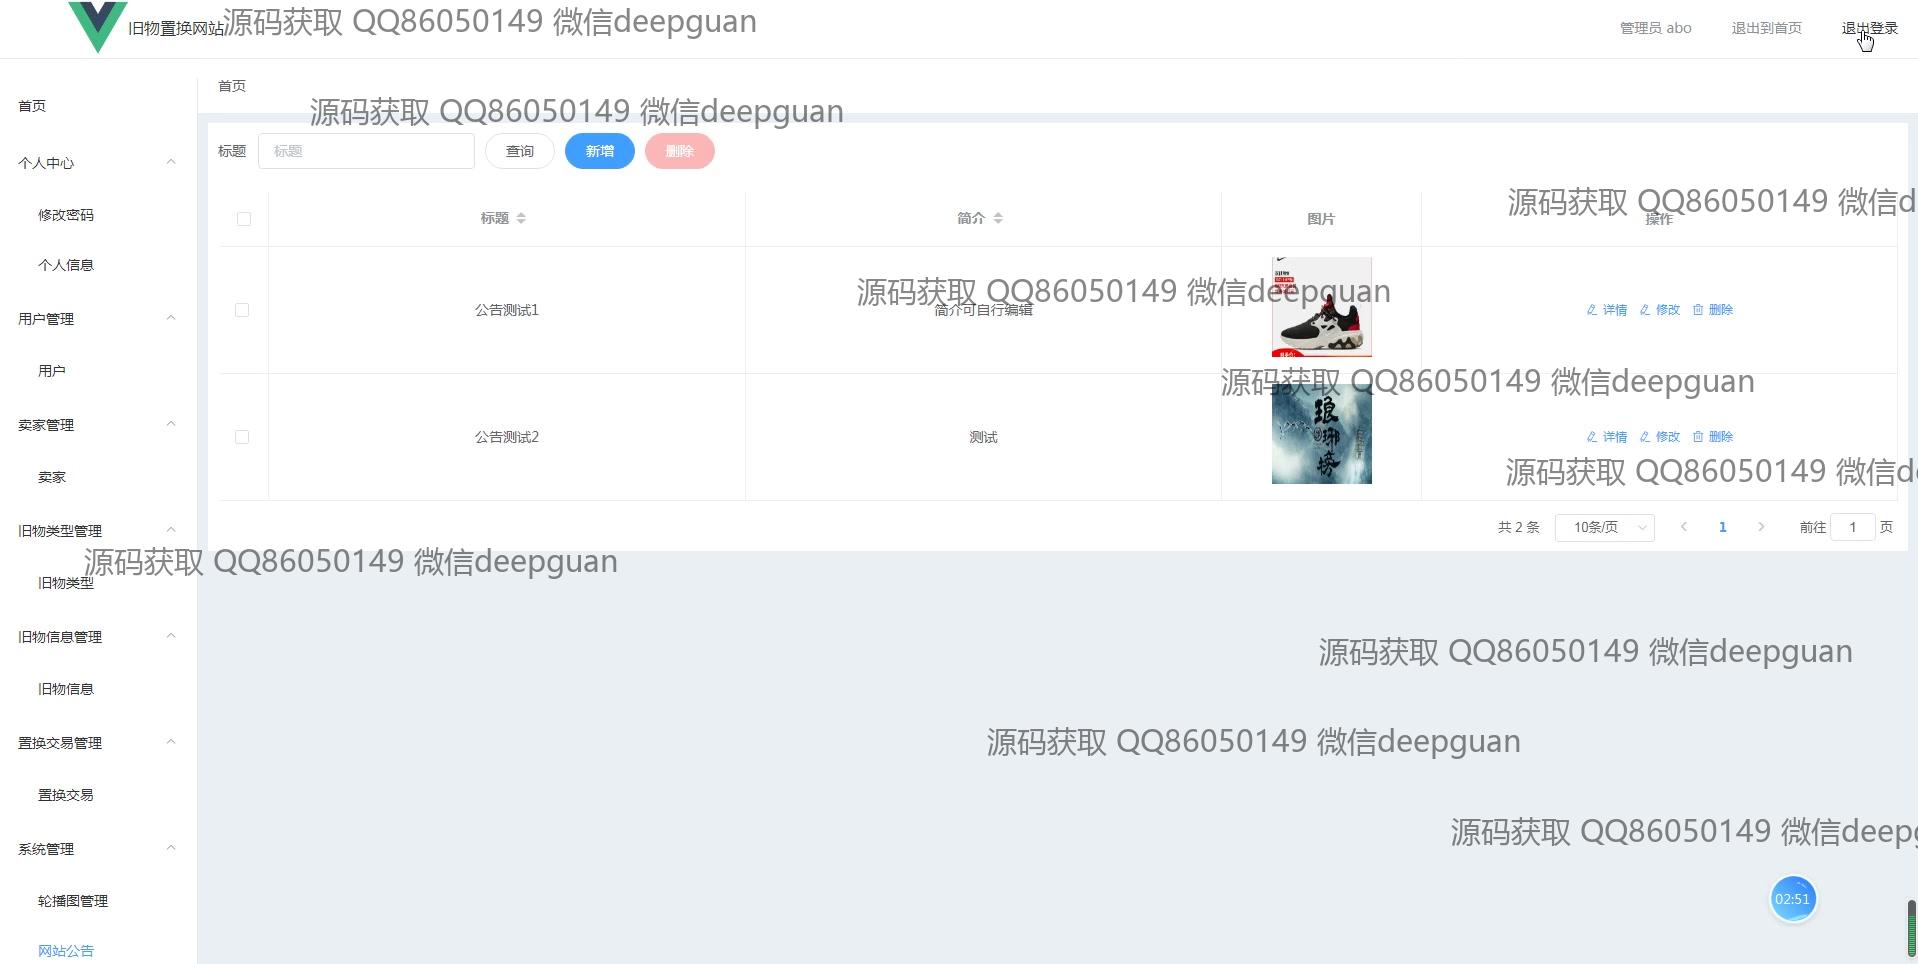 旧物置换网站
源码获取 QQ86050149 微信deepguan
管理员 abo
退出到首页
退出登录
首页
首页
源码获取 QQ86050149 微信deepguan
标题
标题
查询
新增
删除
个人中心
修改密码
个人信息
用户管理
用户
卖家管理
卖家
旧物类型管理
旧物类型
旧物信息管理
旧物信息
置换交易管理
置换交易
系统管理
轮播图管理
网站公告
标题
简介
图片
操作
源码获取 QQ86050149 微信d
公告测试1
简介可自行编辑
详情
修改
删除
源码获取 QQ86050149 微信deepguan
源码获取 QQ86050149 微信deepguan
公告测试2
测试
琅琊榜
详情
修改
删除
源码获取 QQ86050149 微信de
共 2 条
10条/页
1
前往
1
页
源码获取 QQ86050149 微信deepguan
源码获取 QQ86050149 微信deepguan
源码获取 QQ86050149 微信deepguan
源码获取 QQ86050149 微信deepg
02:51